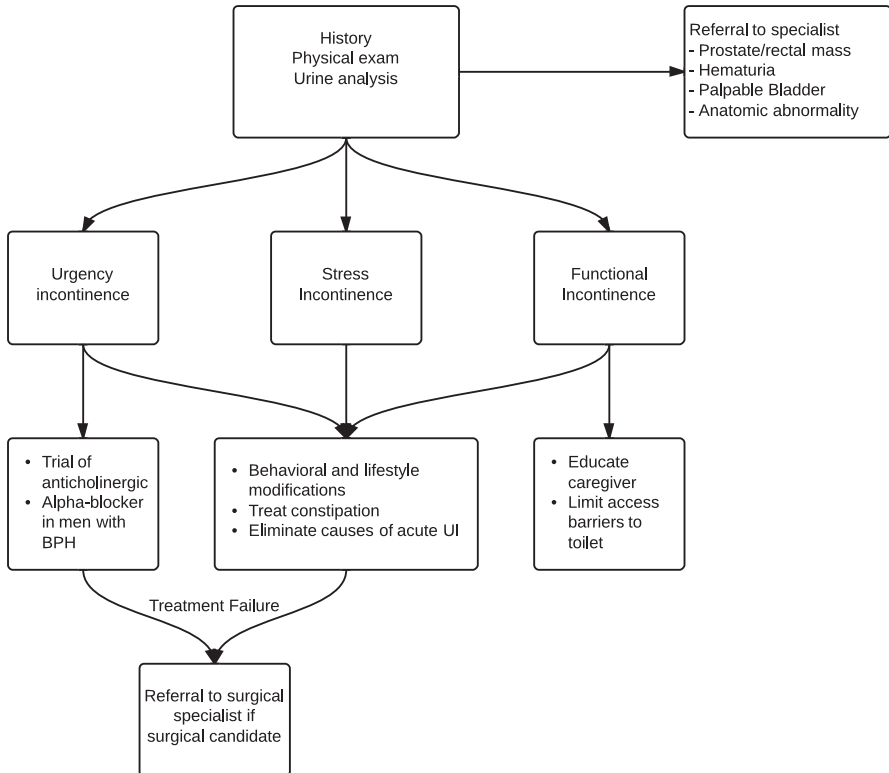 History
Physical exam
Urine analysis
Referral to specialist
- Prostate/rectal mass
- Hematuria
- Palpable Bladder
- Anatomic abnormality
Urgency
incontinence
Stress
Incontinence
Functional
Incontinence
• Trial of
anticholinergic
• Alpha-blocker
in men with
BPH
• Behavioral and lifestyle
modifications
• Treat constipation
• Eliminate causes of acute UI
• Educate
caregiver
• Limit access
barriers to
toilet
Treatment Failure
Referral to surgical
specialist if
surgical candidate